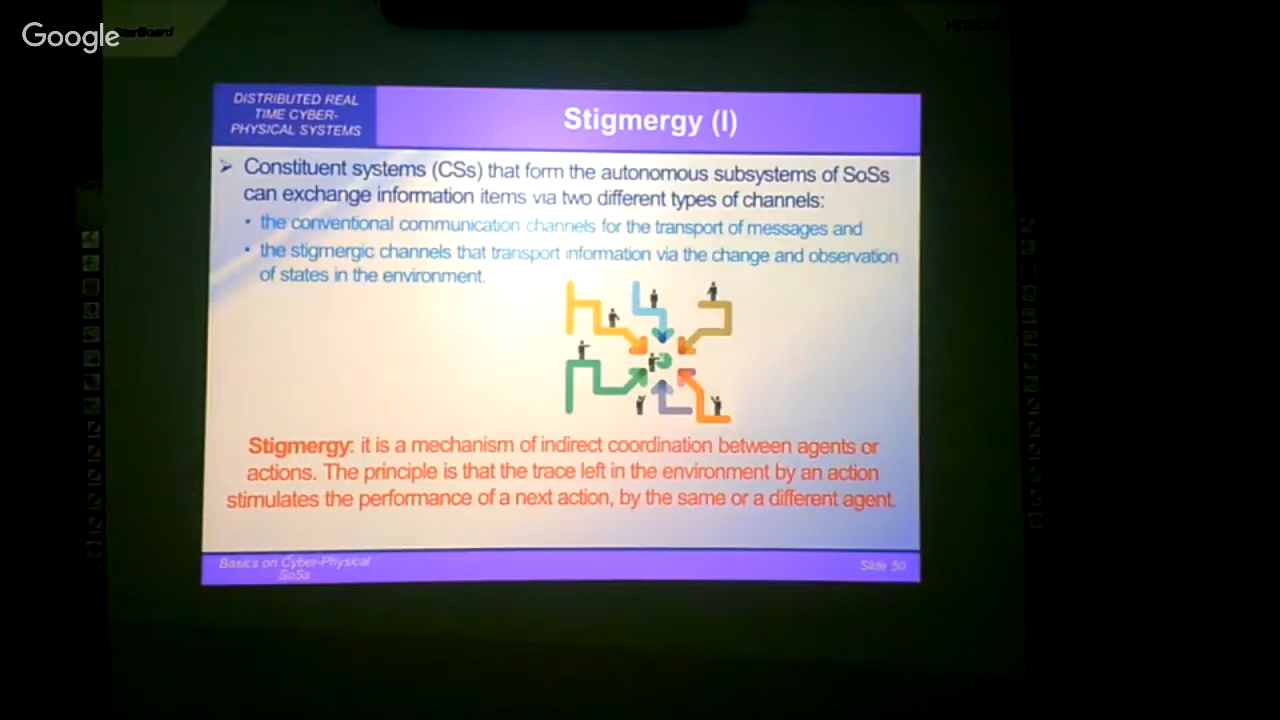 Google
StarBoard
HITACHI
DISTRIBUTED REAL
TIME CYBER-
PHYSICAL SYSTEMS
Stigmergy (I)
➢ Constituent systems (CSs) that form the autonomous subsystems of SoSs
can exchange information items via two different types of channels:
• the conventional communication channels for the transport of messages and
• the stigmergic channels that transport information via the change and observation
of states in the environment.
Stigmergy: it is a mechanism of indirect coordination between agents or
actions. The principle is that the trace left in the environment by an action
stimulates the performance of a next action, by the same or a different agent.
Basics on Cyber-Physical
SoSs
Slide 50